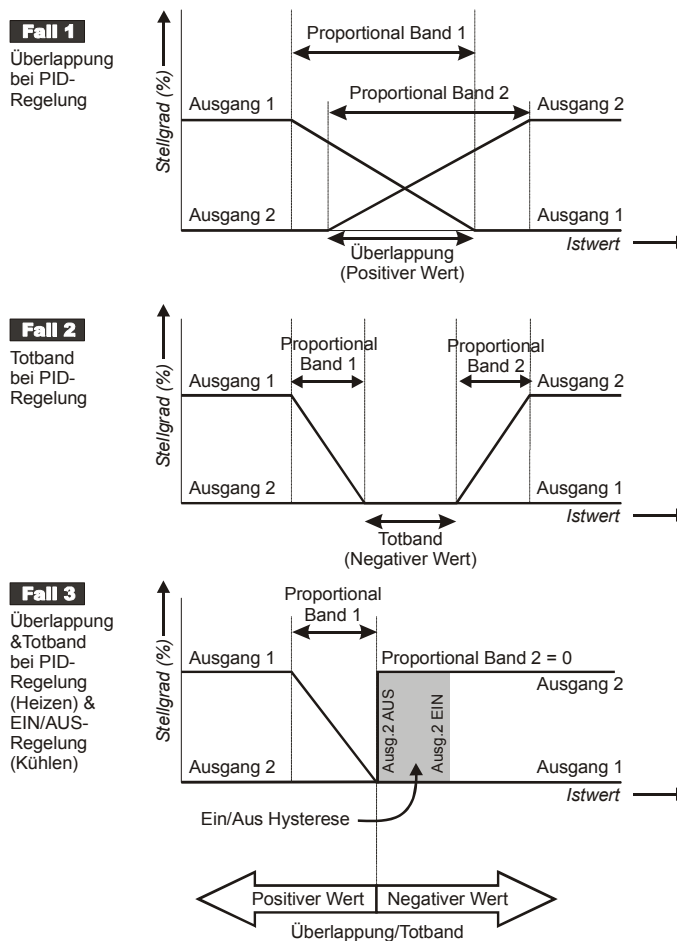 Fall 1
Überlappung
bei PID-
Regelung
Stellgrad (%)
Proportional Band 1
Proportional Band 2
Ausgang 1
Ausgang 2
Ausgang 2
Ausgang 1
Überlappung
(Positiver Wert)
Istwert
Fall 2
Totband
bei PID-
Regelung
Stellgrad (%)
Proportional
Band 1
Proportional
Band 2
Ausgang 1
Ausgang 2
Ausgang 2
Ausgang 1
Totband
(Negativer Wert)
Istwert
Fall 3
Überlappung
&Totband
bei PID-
Regelung
(Heizen) &
EIN/AUS-
Regelung
(Kühlen)
Stellgrad (%)
Proportional
Band 1
Ausgang 1
Proportional Band 2 = 0
Ausgang 2
Ausg.2 AUS
Ausg.2 EIN
Ausgang 2
Ausgang 1
Istwert
Ein/Aus Hysterese
Positiver Wert
Negativer Wert
Überlappung/Totband